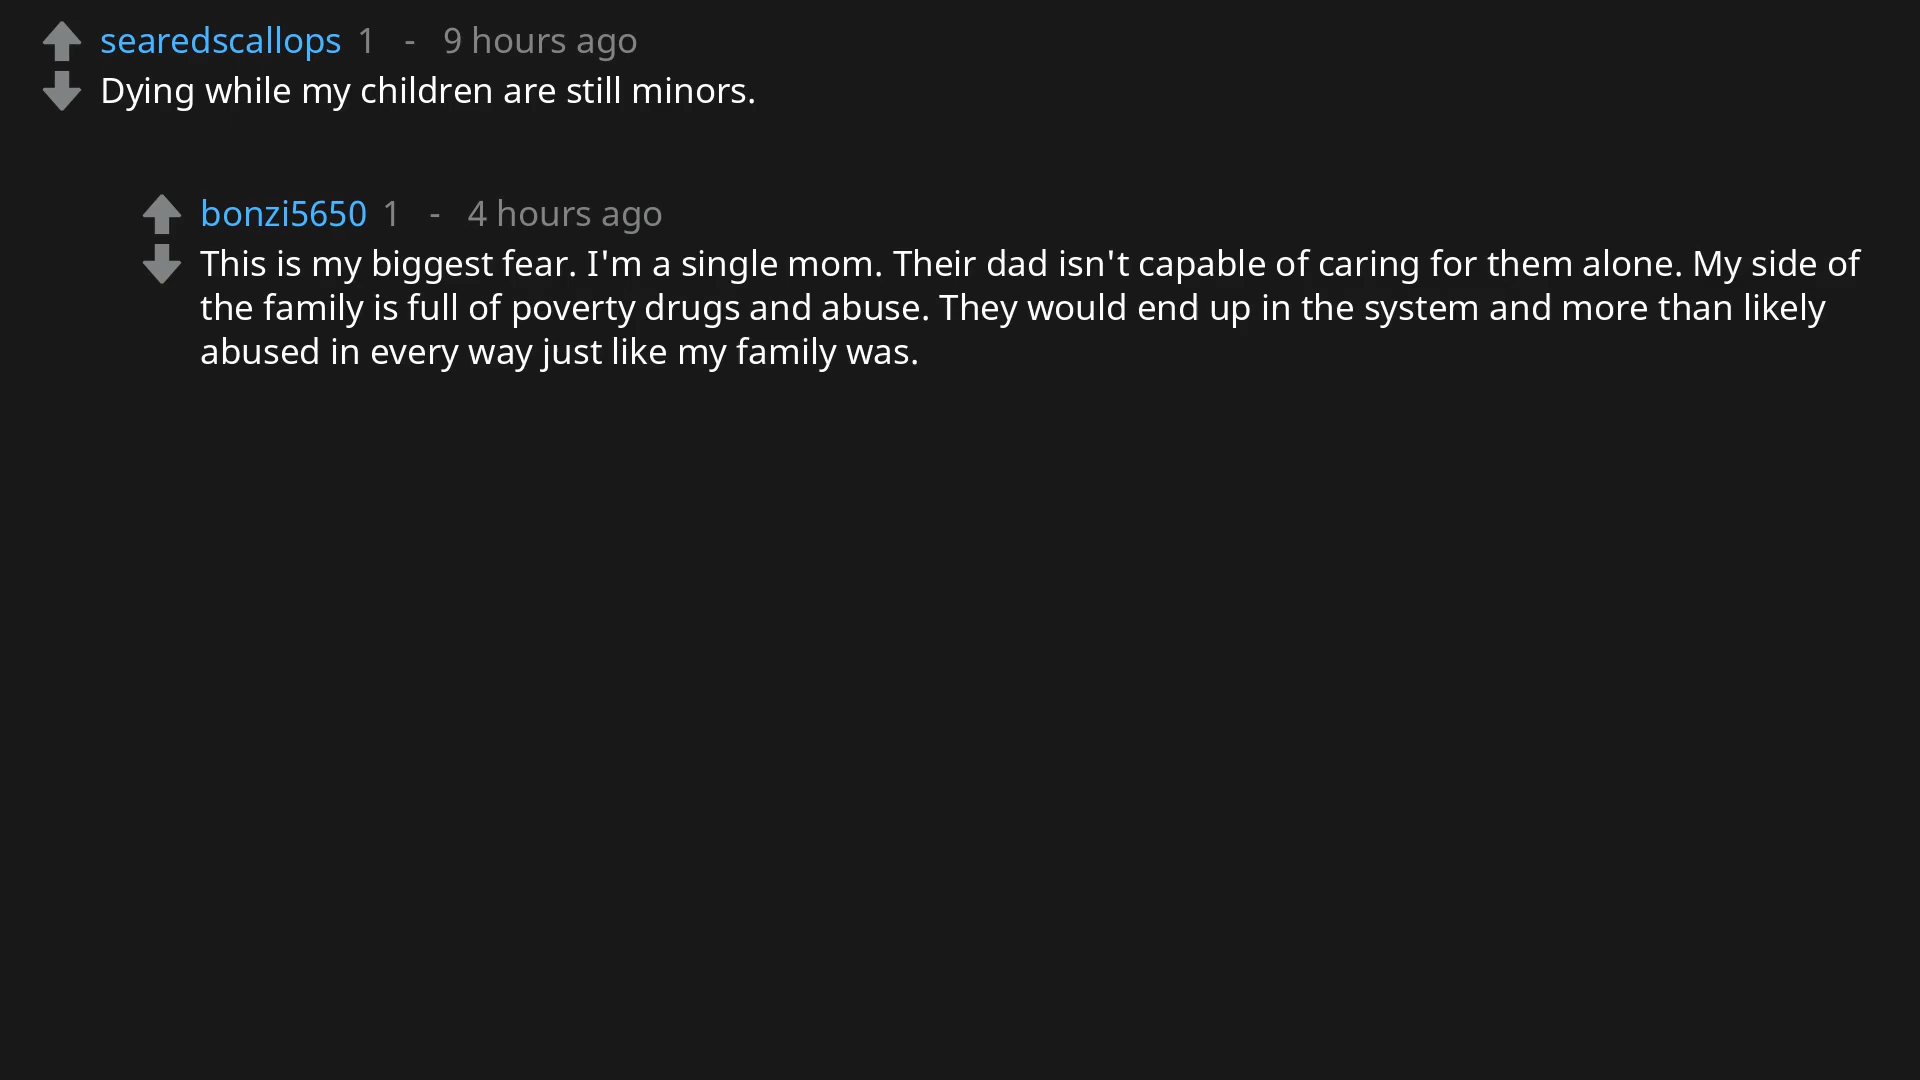 searedscallops 1 - 9 hours ago
Dying while my children are still minors.
bonzi5650 1 - 4 hours ago
This is my biggest fear. I'm a single mom. Their dad isn't capable of caring for them alone. My side of
the family is full of poverty drugs and abuse. They would end up in the system and more than likely
abused in every way just like my family was.